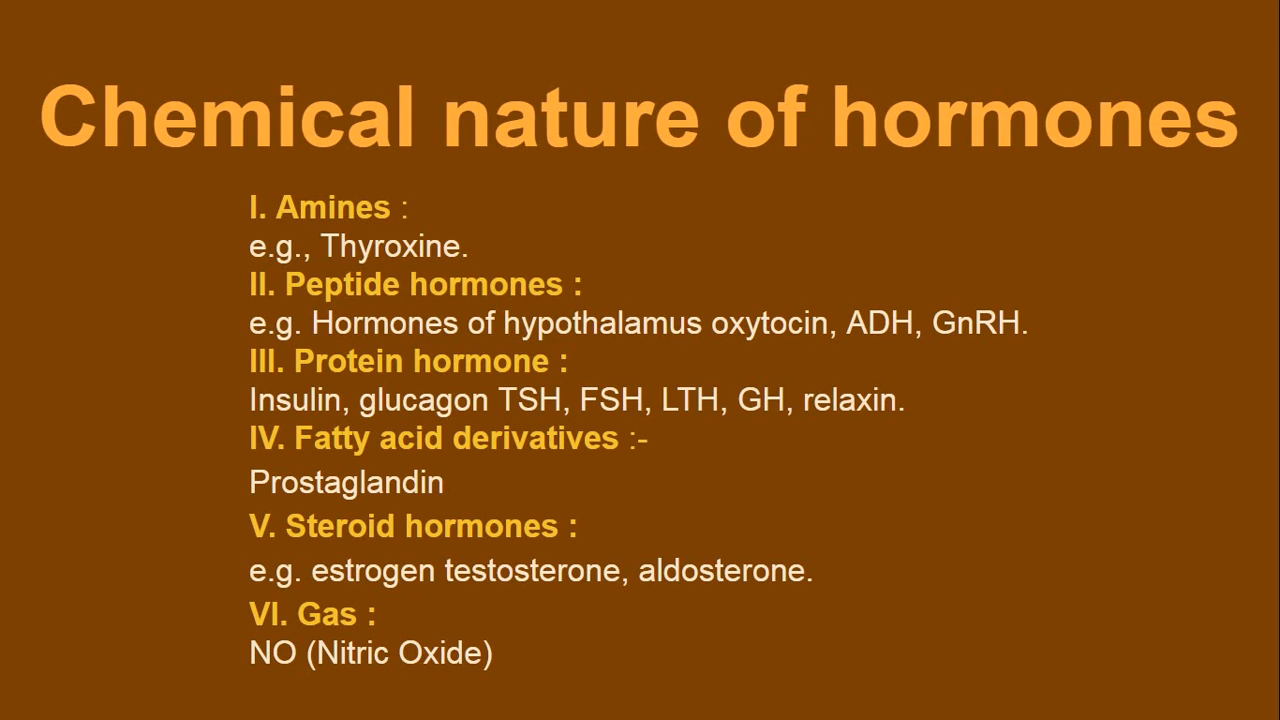 Chemical nature of hormones
I. Amines :
e.g., Thyroxine.
II. Peptide hormones :
e.g. Hormones of hypothalamus oxytocin, ADH, GnRH.
III. Protein hormone :
Insulin, glucagon TSH, FSH, LTH, GH, relaxin.
IV. Fatty acid derivatives :-
Prostaglandin
V. Steroid hormones :
e.g. estrogen testosterone, aldosterone.
VI. Gas :
NO (Nitric Oxide)